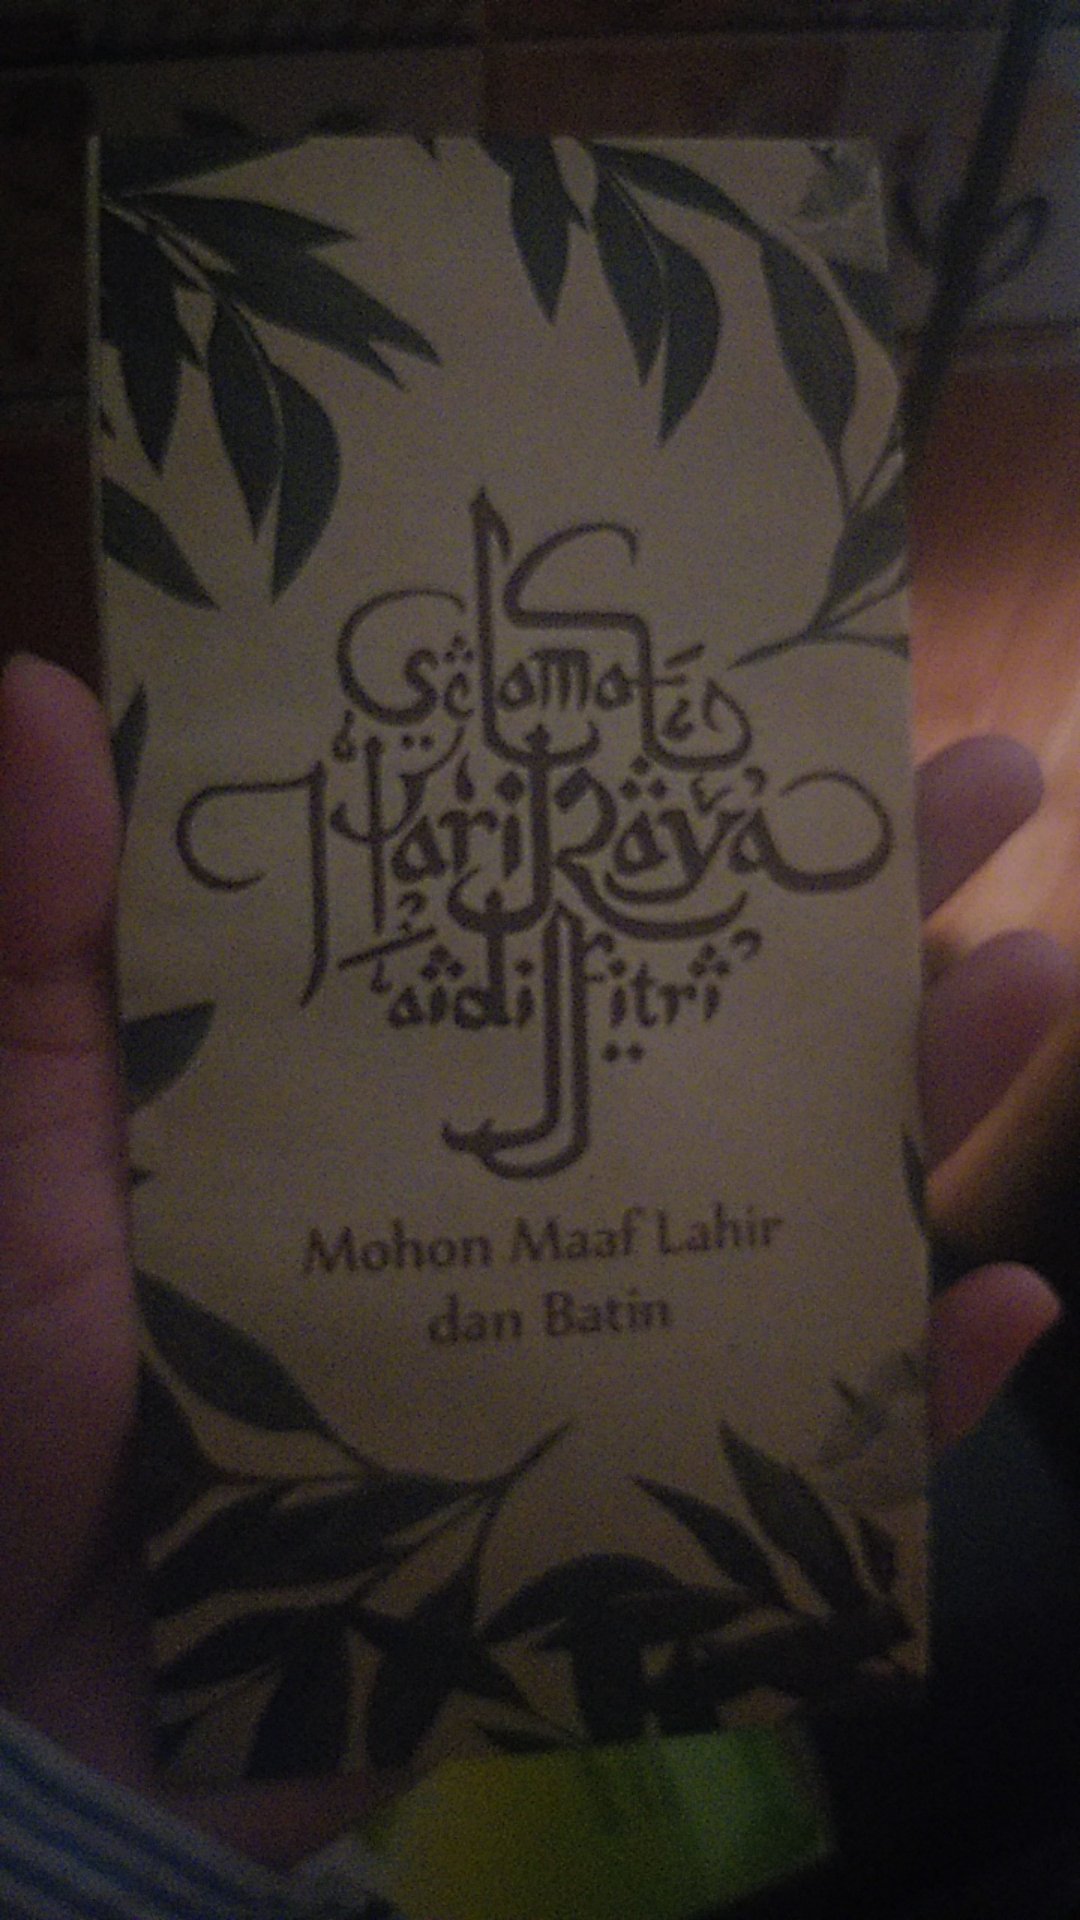 Selamat
Hari Raya
aidilfitri
Mohon Maaf Lahir
dan Batin